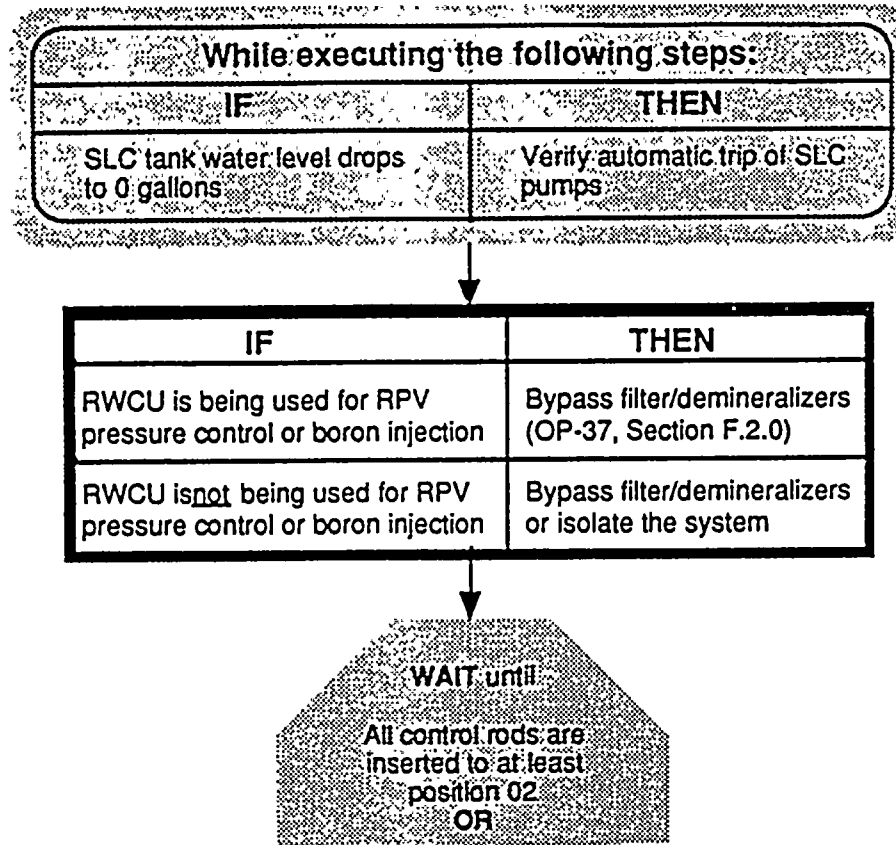 While executing the following steps:
IF
THEN
SLC tank water level drops
to 0 gallons
Verify automatic trip of SLC
pumps
IF
THEN
RWCU is being used for RPV
pressure control or boron injection
Bypass filter/demineralizers
(OP-37, Section F.2.0)
RWCU is not being used for RPV
pressure control or boron injection
Bypass filter/demineralizers
or isolate the system
WAIT until
All control rods are
inserted to at least
position 02
OR